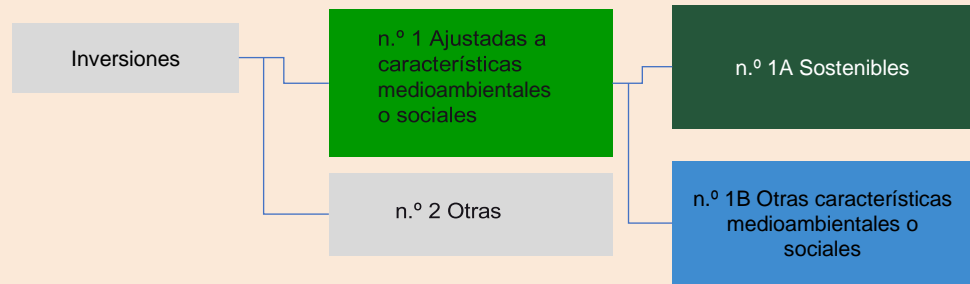 Inversiones
n.º 1 Ajustadas a
características
medioambientales
o sociales
n.º 2 Otras
n.º 1A Sostenibles
n.º 1B Otras características
medioambientales o
sociales